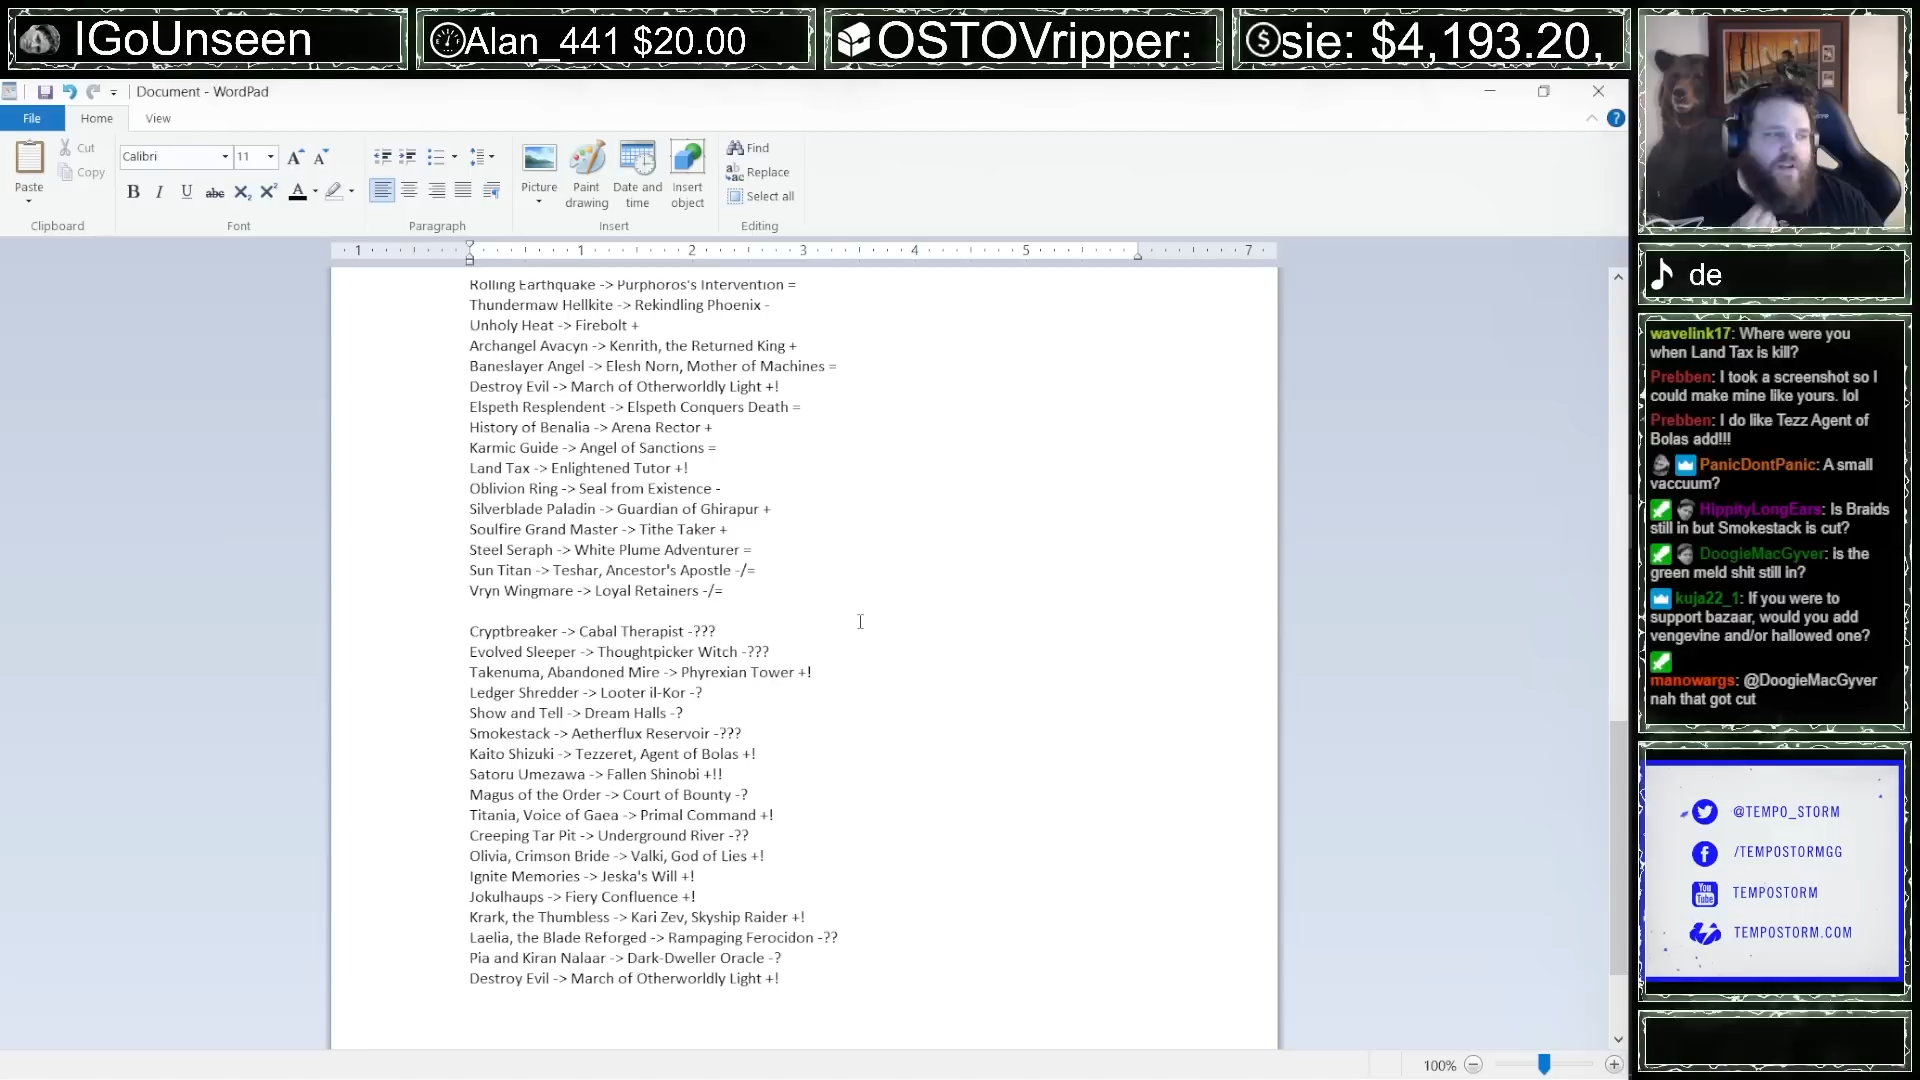 IGoUnseen
Alan_441 $20.00
OSTOVripper:
sie: $4,193.20,
Document - WordPad
File
Home
View
Paste
Cut
Copy
Clipboard
Calibri
11
Font
Paragraph
Picture
Paint drawing
Date and time
Insert object
Insert
Find
Replace
Select all
Editing
1 1 2 3 4 5 7
Rolling Earthquake -> Purphoros's Intervention =
Thundermaw Hellkite -> Rekindling Phoenix -
Unholy Heat -> Firebolt +
Archangel Avacyn -> Kenrith, the Returned King +
Baneslayer Angel -> Elesh Norn, Mother of Machines =
Destroy Evil -> March of Otherworldly Light +!
Elspeth Resplendent -> Elspeth Conquers Death =
History of Benalia -> Arena Rector +
Karmic Guide -> Angel of Sanctions =
Land Tax -> Enlightened Tutor +!
Oblivion Ring -> Seal from Existence -
Silverblade Paladin -> Guardian of Ghirapur +
Soulfire Grand Master -> Tithe Taker +
Steel Seraph -> White Plume Adventurer =
Sun Titan -> Teshar, Ancestor's Apostle -/=
Vryn Wingmare -> Loyal Retainers -/=
Cryptbreaker -> Cabal Therapist -???
Evolved Sleeper -> Thoughtpicker Witch -???
Takenuma, Abandoned Mire -> Phyrexian Tower +!
Ledger Shredder -> Looter il-Kor -?
Show and Tell -> Dream Halls -?
Smokestack -> Aetherflux Reservoir -???
Kaito Shizuki -> Tezzeret, Agent of Bolas +!
Satoru Umezawa -> Fallen Shinobi +!!
Magus of the Order -> Court of Bounty -?
Titania, Voice of Gaea -> Primal Command +!
Creeping Tar Pit -> Underground River -??
Olivia, Crimson Bride -> Valki, God of Lies +!
Ignite Memories -> Jeska's Will +!
Jokulhaups -> Fiery Confluence +!
Krark, the Thumbless -> Kari Zev, Skyship Raider +!
Laelia, the Blade Reforged -> Rampaging Ferocidon -??
Pia and Kiran Nalaar -> Dark-Dweller Oracle -?
Destroy Evil -> March of Otherworldly Light +!
100%
de
wavelink17: Where were you
when Land Tax is kill?
Prebben: I took a screenshot so I
could make mine like yours. lol
Prebben: I do like Tezz Agent of
Bolas add!!!
PanicDontPanic: A small
vaccuum?
HippityLongEars: Is Braids
still in but Smokestack is cut?
DoogieMacGyver: is the
green meld shit still in?
kuja22_1: If you were to
support bazaar, would you add
vengevine and/or hallowed one?
manowargs: @DoogieMacGyver
nah that got cut
@TEMPO_STORM
/TEMPOSTORMGG
TEMPOSTORM
TEMPOSTORM.COM